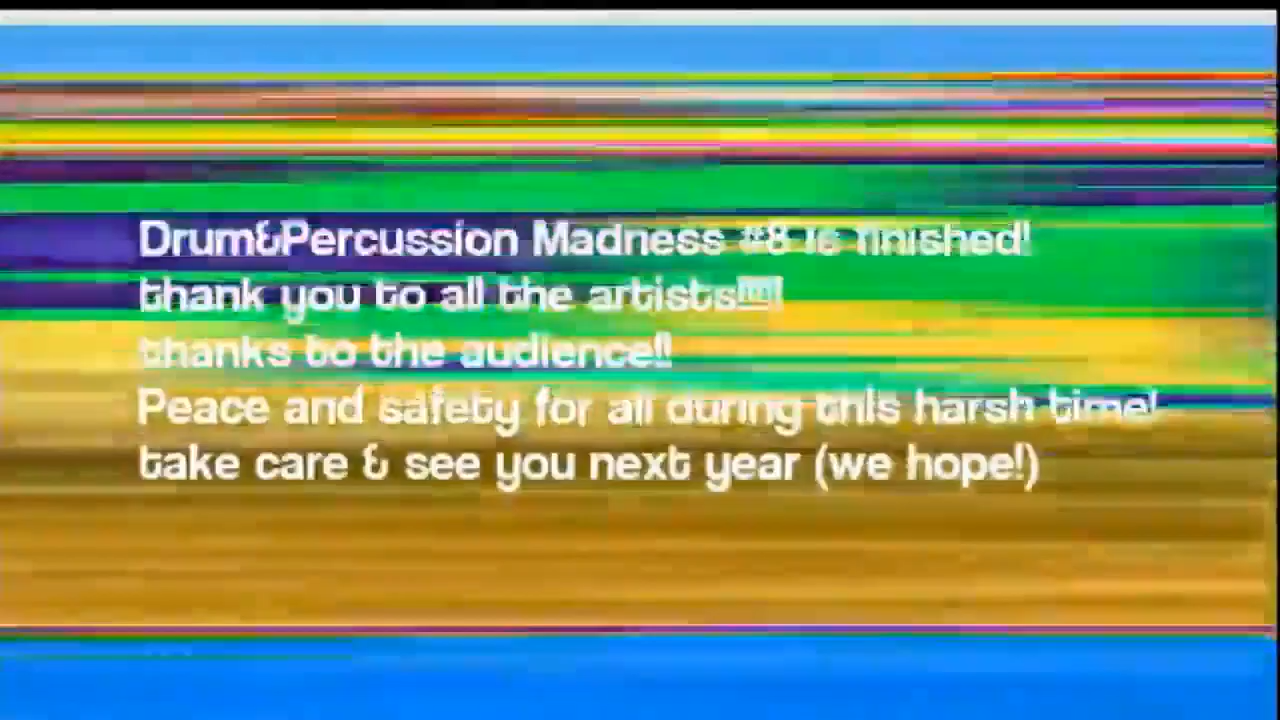 Drum&Percussion Madness #8 is finished!
thank you to all the artists!!!!!
thanks to the audience!!
Peace and safety for all during this harsh time!
take care & see you next year (we hope!)